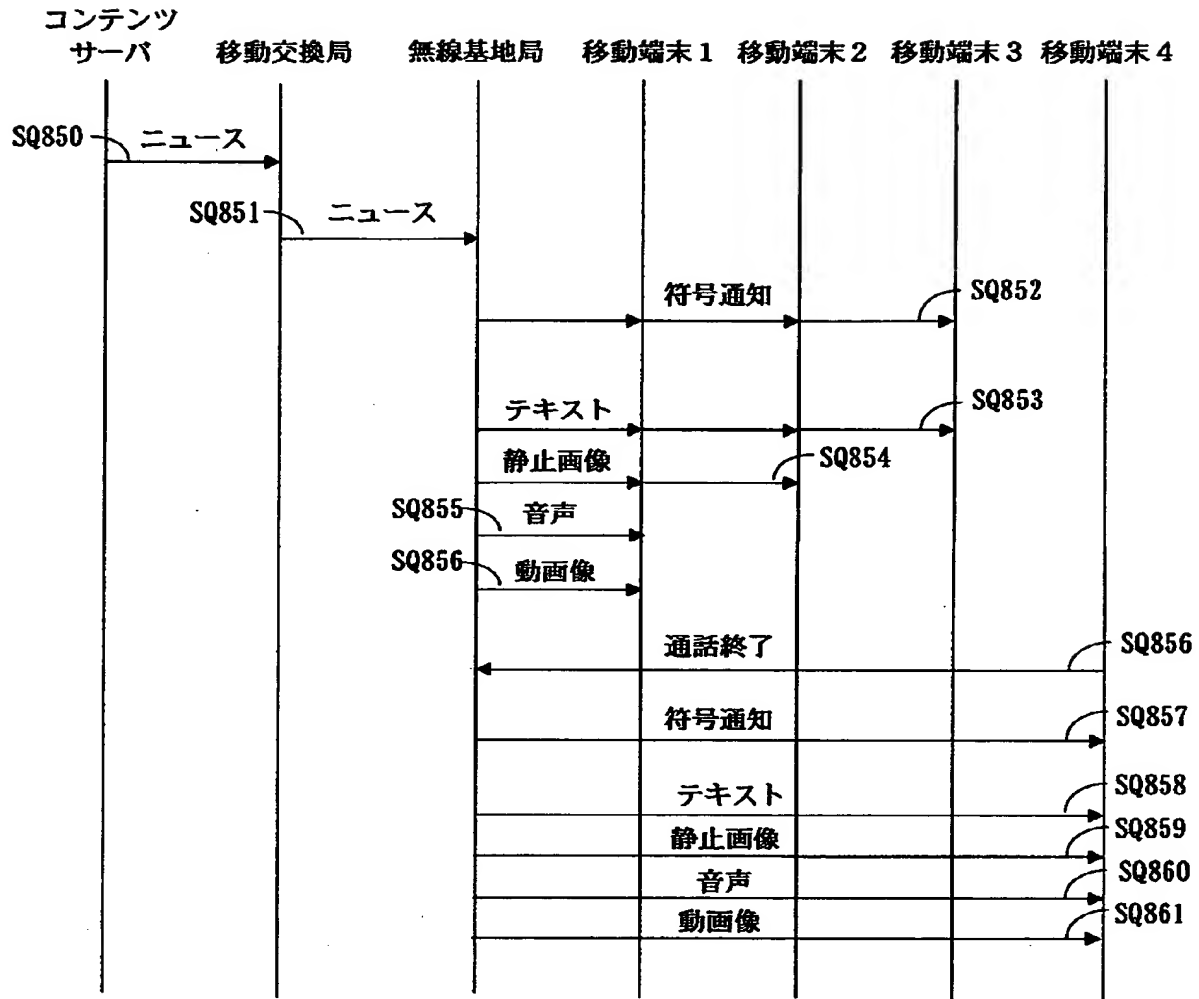 コンテンツ
サーバ 移動交換局 無線基地局 移動端末1 移動端末2 移動端末3 移動端末4
SQ850 ニュース
SQ851 ニュース
符号通知 SQ852
テキスト SQ853
静止画像 SQ854
SQ855 音声
SQ856 動画像
通話終了 SQ856
符号通知 SQ857
テキスト SQ858
静止画像 SQ859
音声 SQ860
動画像 SQ861